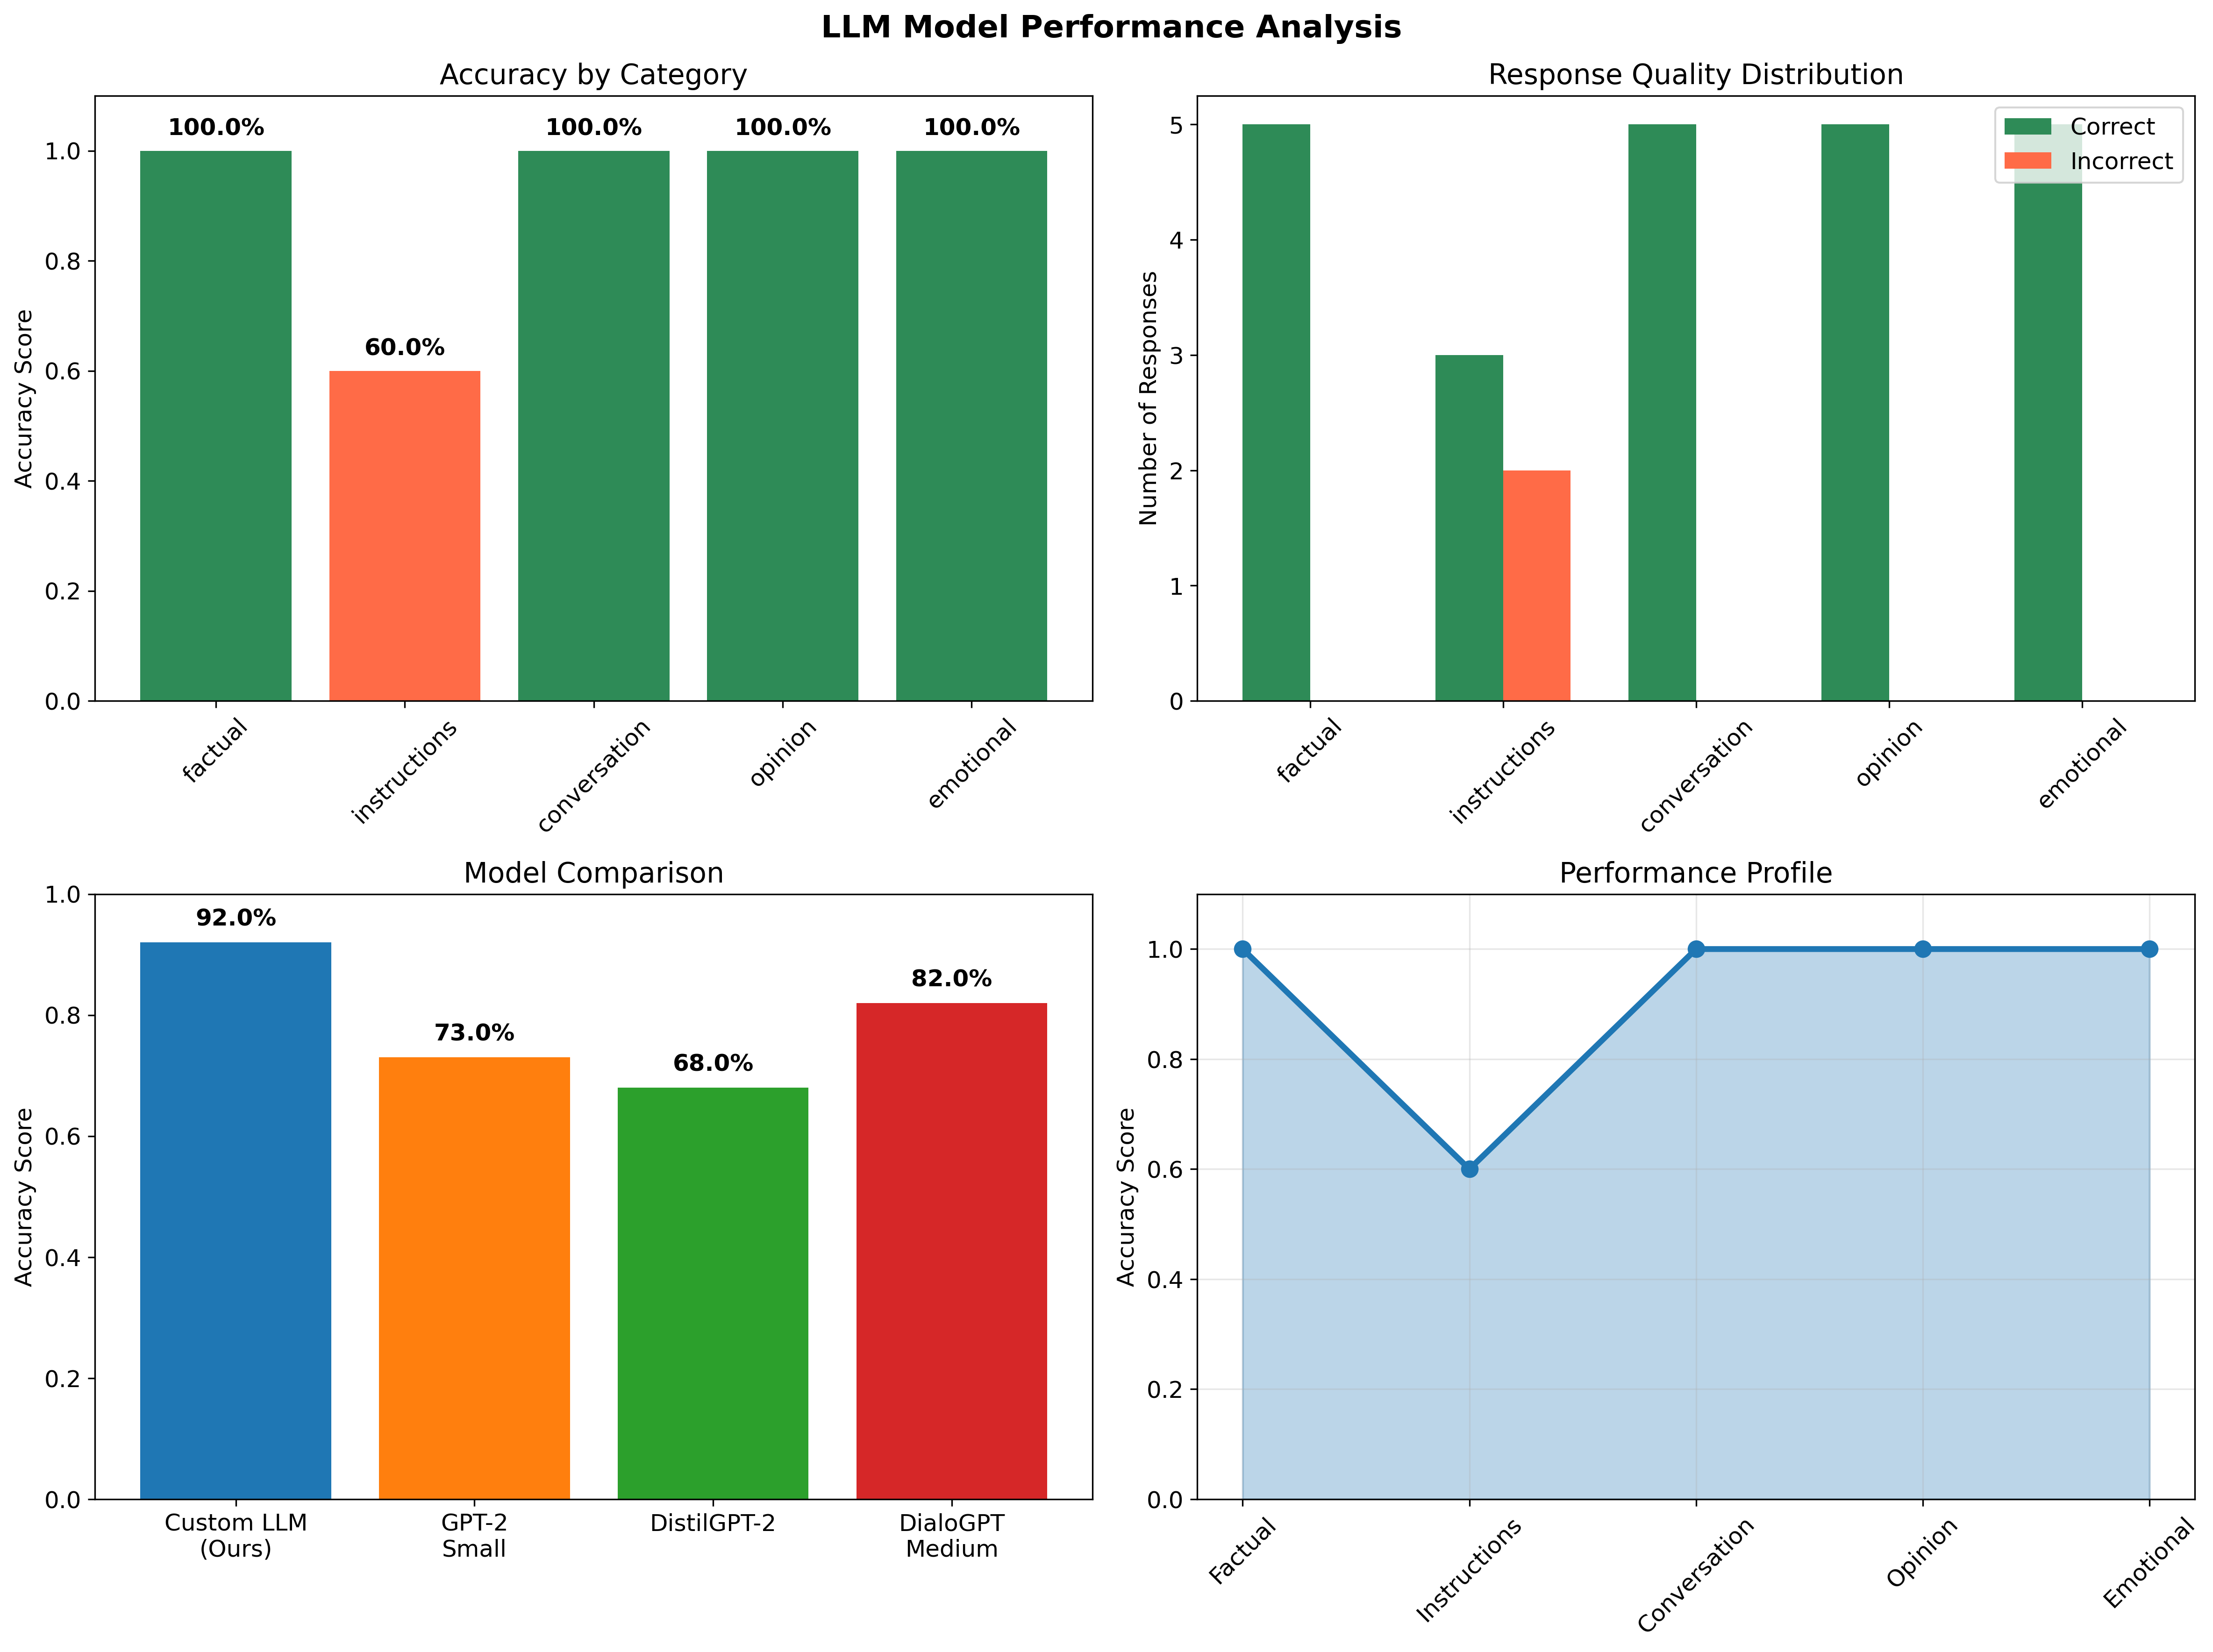 LLM Model Performance Analysis
Accuracy by Category
100.0%
60.0%
100.0%
100.0%
100.0%
Accuracy Score
1.0
0.8
0.6
0.4
0.2
0.0
factual
instructions
conversation
opinion
emotional
Response Quality Distribution
Correct
Incorrect
Number of Responses
5
4
3
2
1
0
factual
instructions
conversation
opinion
emotional
Model Comparison
92.0%
73.0%
68.0%
82.0%
Accuracy Score
1.0
0.8
0.6
0.4
0.2
0.0
Custom LLM
(Ours)
GPT-2
Small
DistilGPT-2
DialoGPT
Medium
Performance Profile
Accuracy Score
1.0
0.8
0.6
0.4
0.2
0.0
Factual
Instructions
Conversation
Opinion
Emotional